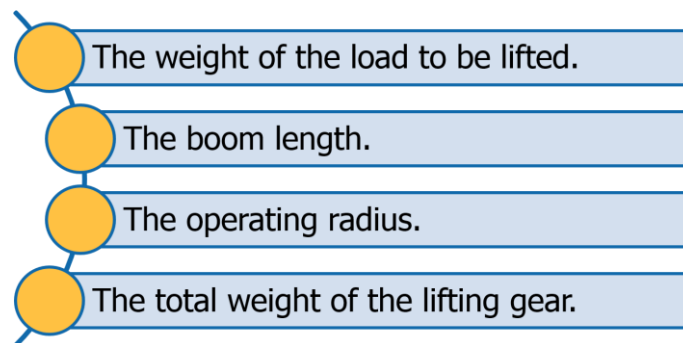 The weight of the load to be lifted.
The boom length.
The operating radius.
The total weight of the lifting gear.